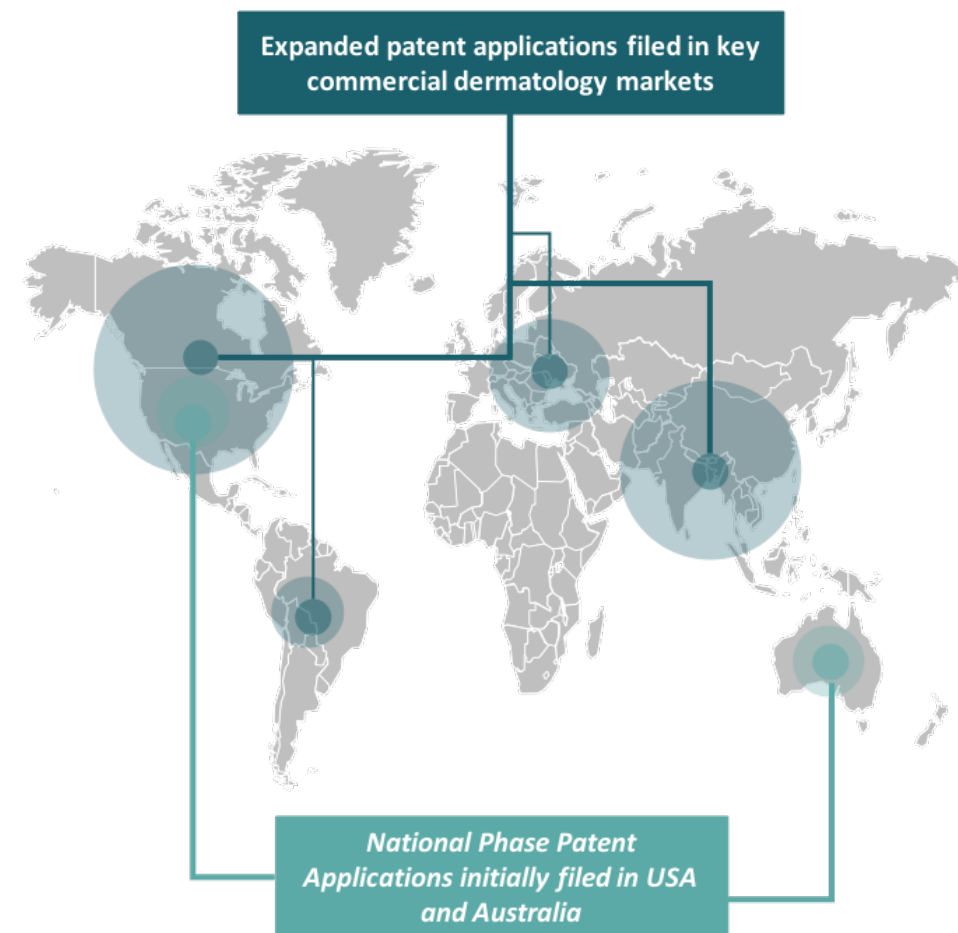 Expanded patent applications filed in key
commercial dermatology markets
National Phase Patent
Applications initially filed in USA
and Australia